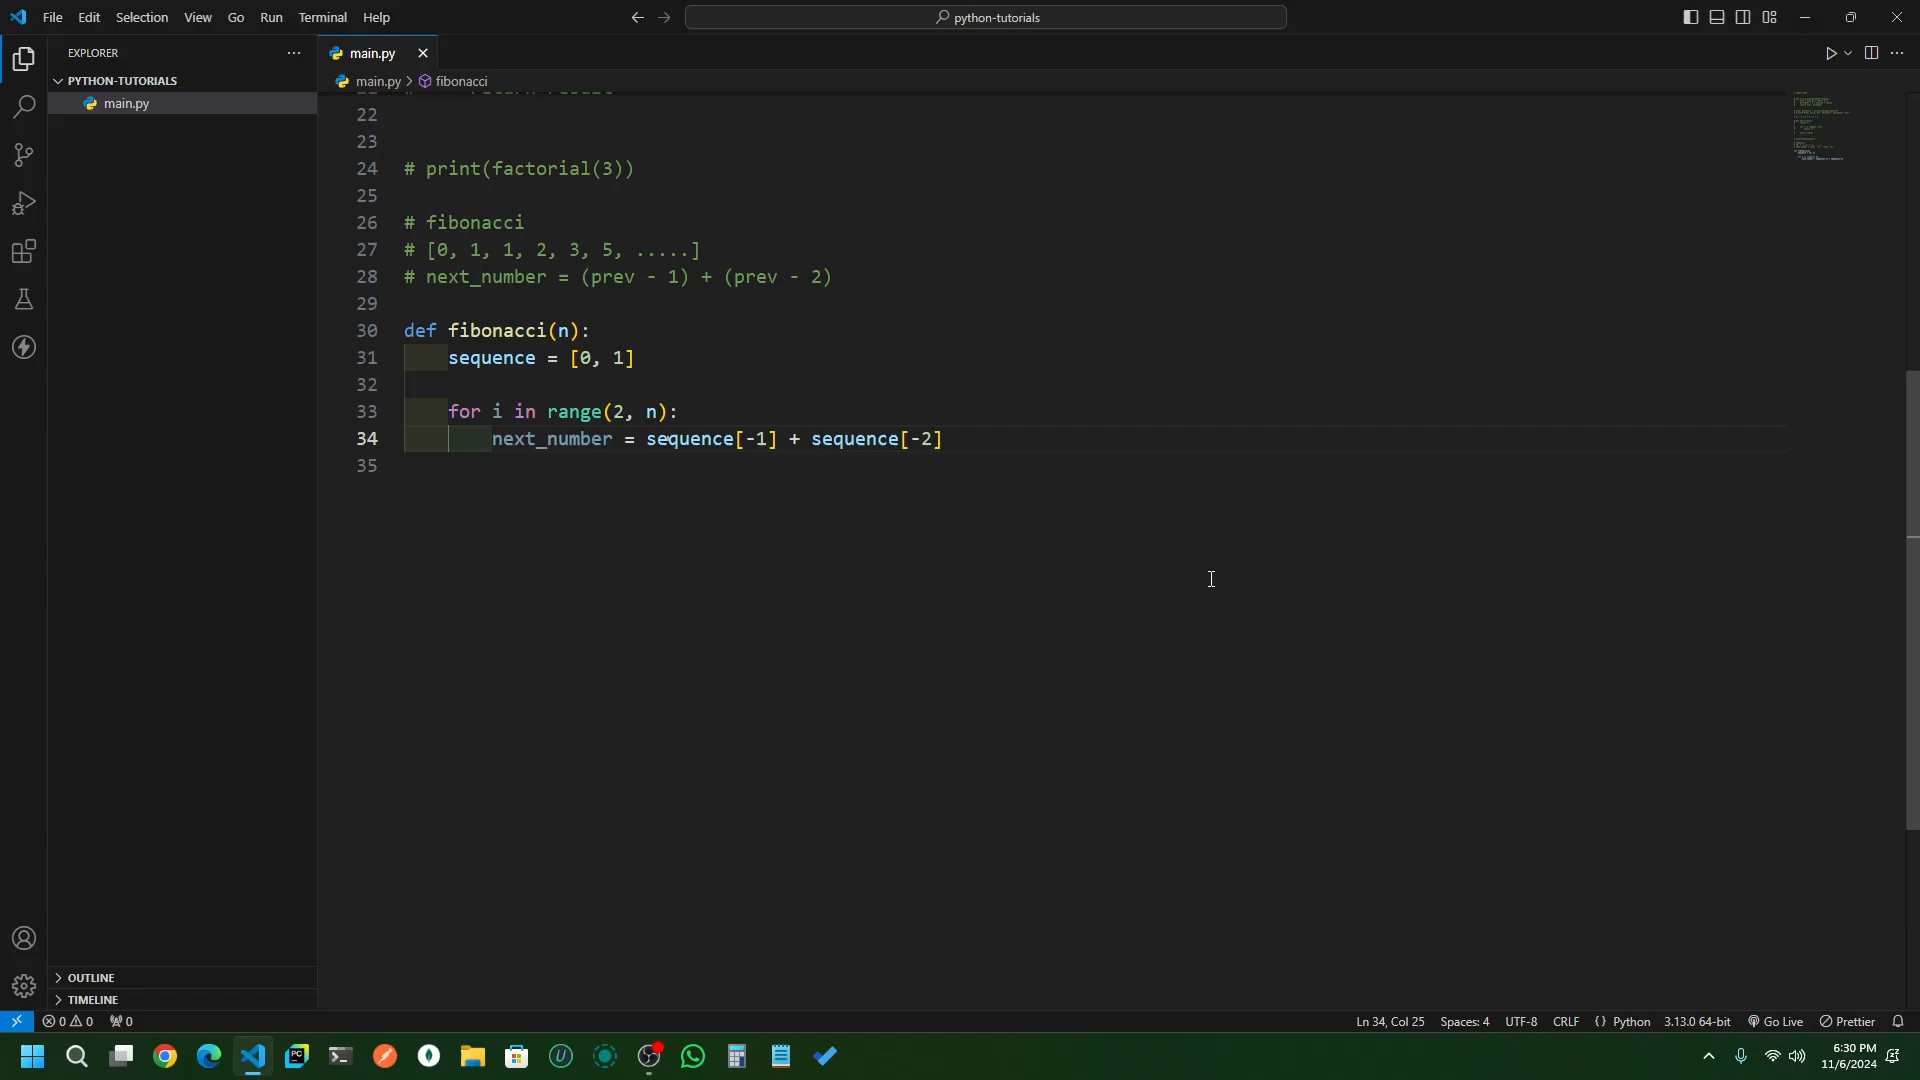 File Edit Selection View Go Run Terminal Help
python-tutorials
EXPLORER
main.py
PYTHON-TUTORIALS
main.py
main.py > fibonacci
22
23
24 # print(factorial(3))
25
26 # fibonacci
27 # [0, 1, 1, 2, 3, 5, .....]
28 # next_number = (prev - 1) + (prev - 2)
29
30 def fibonacci(n):
31 sequence = [0, 1]
32
33 for i in range(2, n):
34 next_number = sequence[-1] + sequence[-2]
35
OUTLINE
TIMELINE
0 0 0
Ln 34, Col 25 Spaces: 4 UTF-8 CRLF {} Python 3.13.0 64-bit Go Live Prettier
6:30 PM
11/6/2024